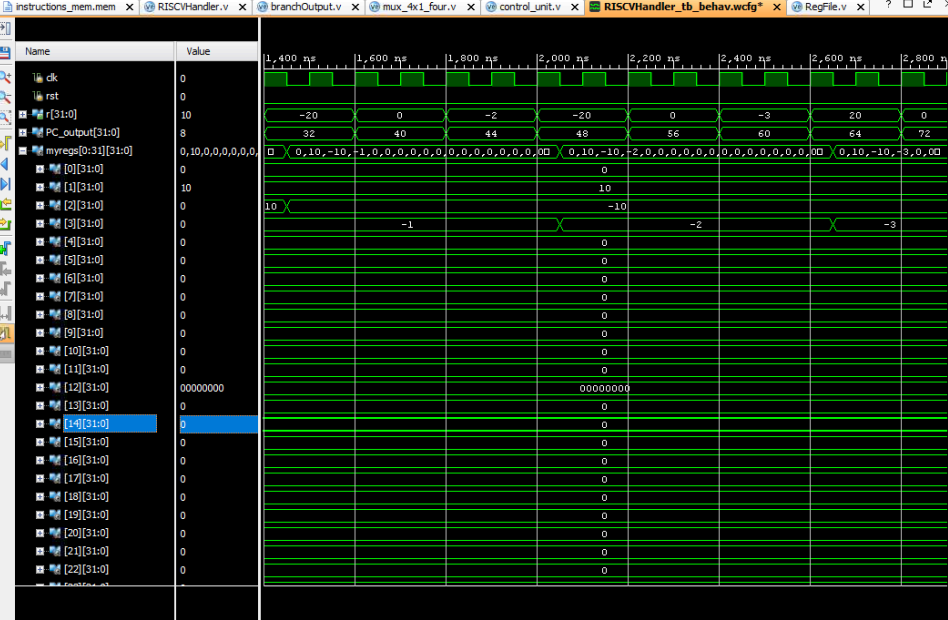 instructions_mem.mem RISCVHandler.v branchOutput.v mux_4x1_four.v control_unit.v RISCVHandler_tb_behav.wcfg* RegFile.v ?
Name Value
1,400 ns 1,600 ns 1,800 ns 2,000 ns 2,200 ns 2,400 ns 2,600 ns 2,800 n
clk 0
rst 0
r[31:0] 10 -20 0 -2 -20 0 -3 20 0
PC_output[31:0] 8 32 40 44 48 56 60 64 72
myregs[0:31][31:0] 0,10,0,0,0,0,0,0, 0,10,-10,-1,0,0,0,0,0,0,0,0,0,0,0,0,0 0,10,-10,-2,0,0,0,0,0,0,0,0,0,0,0,0,0 0,10,-10,-3,0,0
[0][31:0] 0 0
[1][31:0] 10 10
[2][31:0] 0 10 -10
[3][31:0] 0 -1 -2 -3
[4][31:0] 0 0
[5][31:0] 0 0
[6][31:0] 0 0
[7][31:0] 0 0
[8][31:0] 0 0
[9][31:0] 0 0
[10][31:0] 0 0
[11][31:0] 0 0
[12][31:0] 00000000 00000000
[13][31:0] 0 0
[14][31:0] 0 0
[15][31:0] 0 0
[16][31:0] 0 0
[17][31:0] 0 0
[18][31:0] 0 0
[19][31:0] 0 0
[20][31:0] 0 0
[21][31:0] 0 0
[22][31:0] 0 0